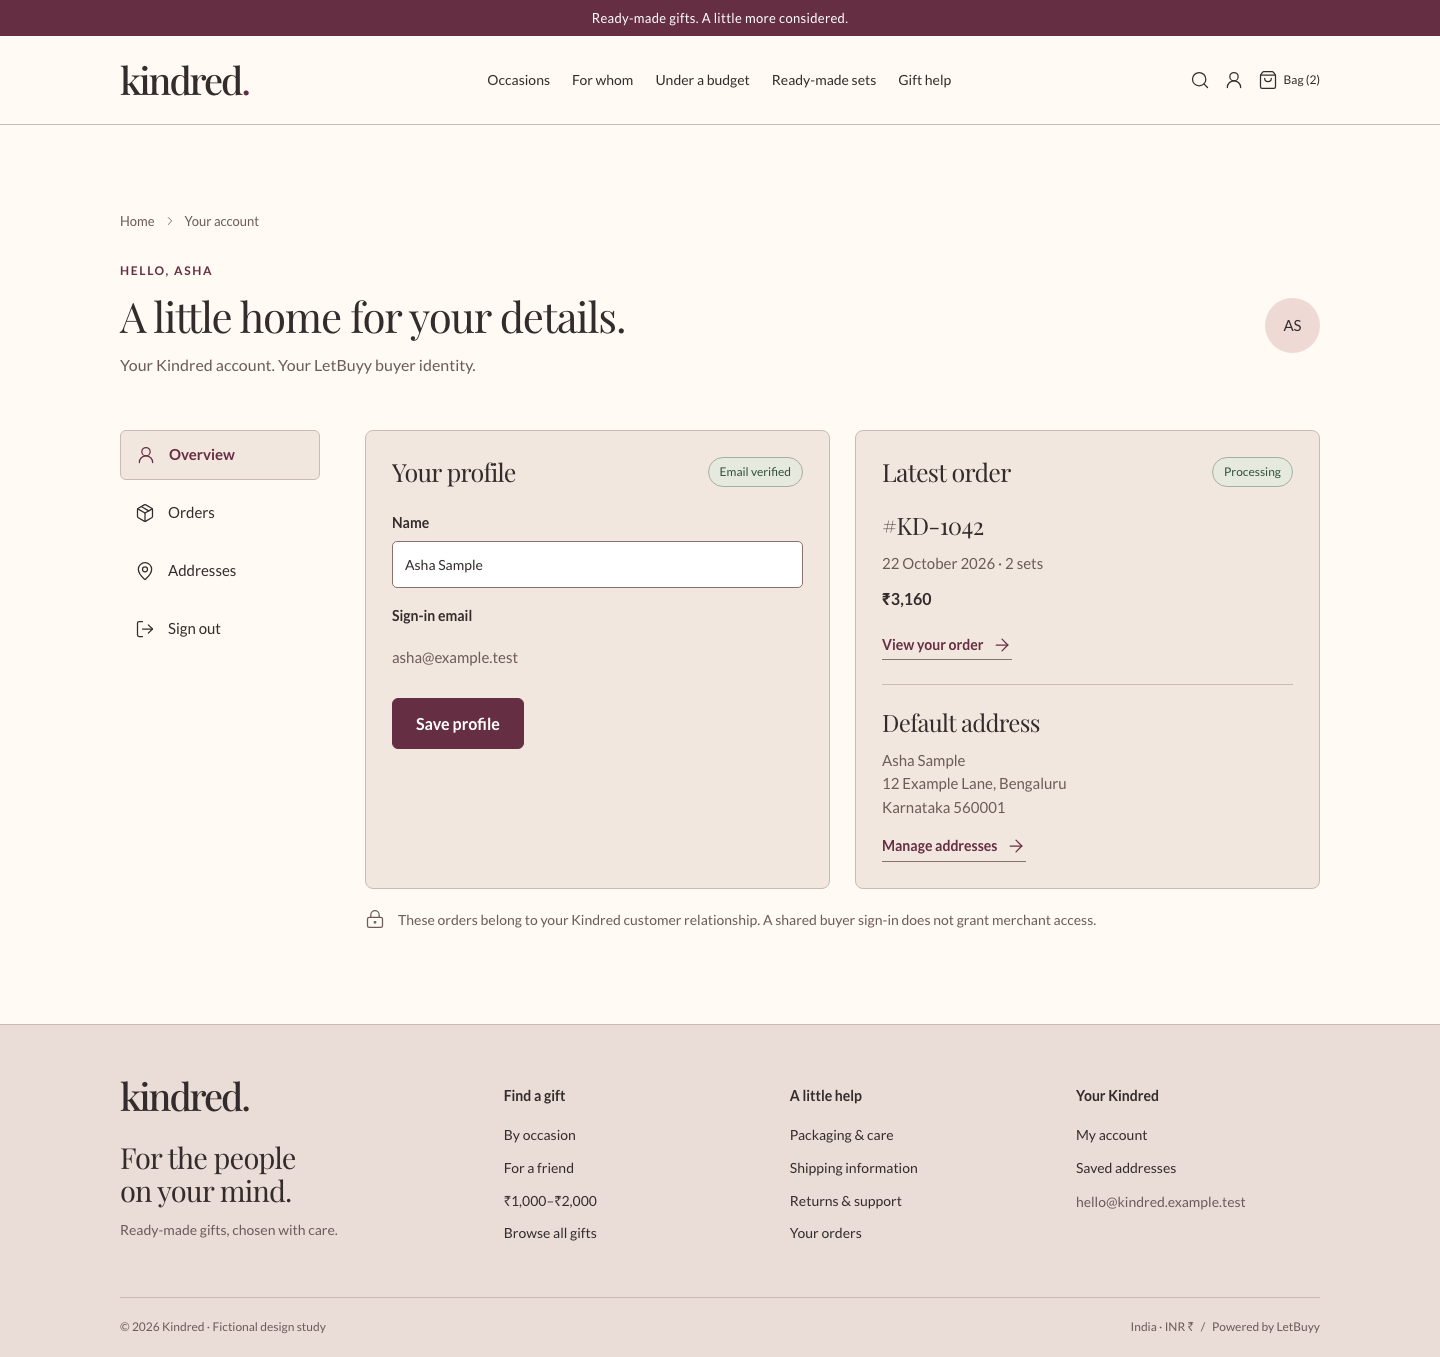 Ready-made gifts. A little more considered.
kindred.
Occasions For whom Under a budget Ready-made sets Gift help
Bag (2)
Home Your account
HELLO, ASHA
A little home for your details.
AS
Your Kindred account. Your LetBuyy buyer identity.
Overview
Orders
Addresses
Sign out
Your profile
Email verified
Name
Asha Sample
Sign-in email
asha@example.test
Save profile
Latest order
Processing
#KD-1042
22 October 2026 · 2 sets
₹3,160
View your order
Default address
Asha Sample
12 Example Lane, Bengaluru
Karnataka 560001
Manage addresses
These orders belong to your Kindred customer relationship. A shared buyer sign-in does not grant merchant access.
kindred.
For the people
on your mind.
Ready-made gifts, chosen with care.
Find a gift
By occasion
For a friend
₹1,000–₹2,000
Browse all gifts
A little help
Packaging & care
Shipping information
Returns & support
Your orders
Your Kindred
My account
Saved addresses
hello@kindred.example.test
© 2026 Kindred · Fictional design study
India · INR ₹ / Powered by LetBuyy